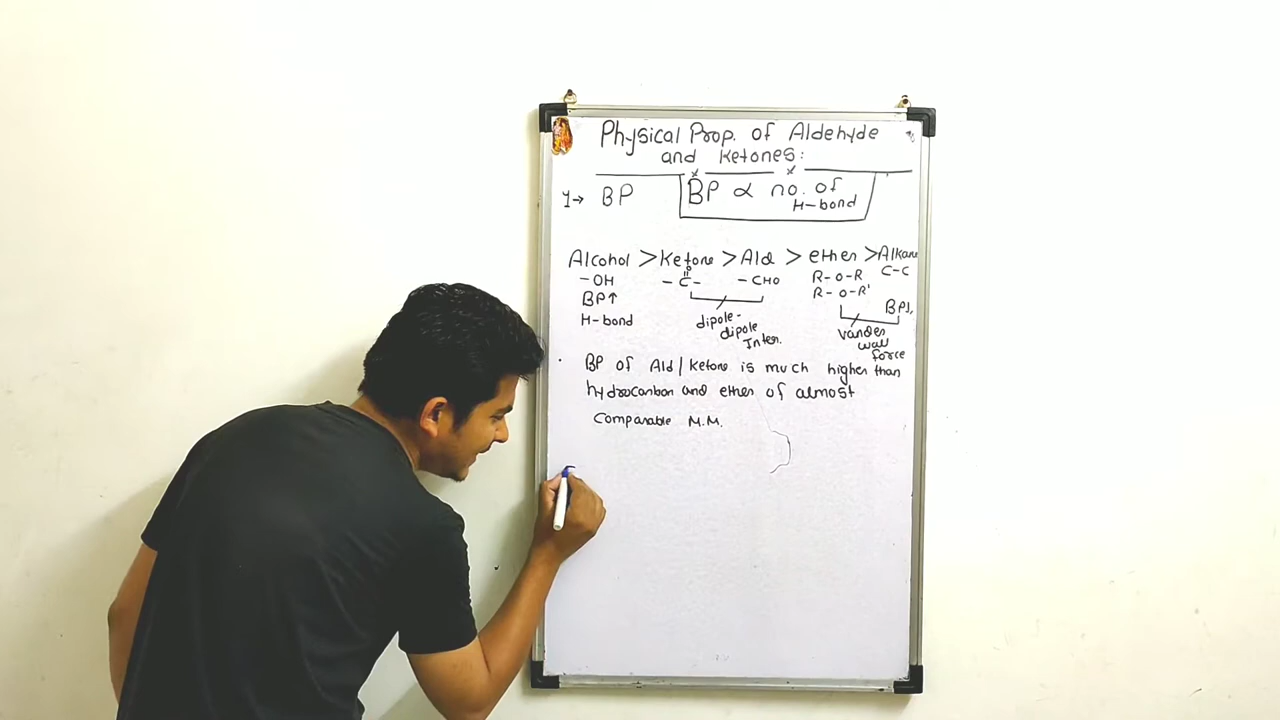 Physical Prop. of Aldehyde
and Ketones:
1→ BP
BP ∝ no. of
H-bond
Alcohol > Ketone > Ald > ether > Alkane
-OH
O
-C- -CHO R-O-R C-C
BP↑ R-O-R'
H-bond BP↓
dipole-
dipole
Inter.
Vander
wall
force
BP of Ald/Ketone is much higher than
hydrocarbon and ether of almost
Comparable M.M.